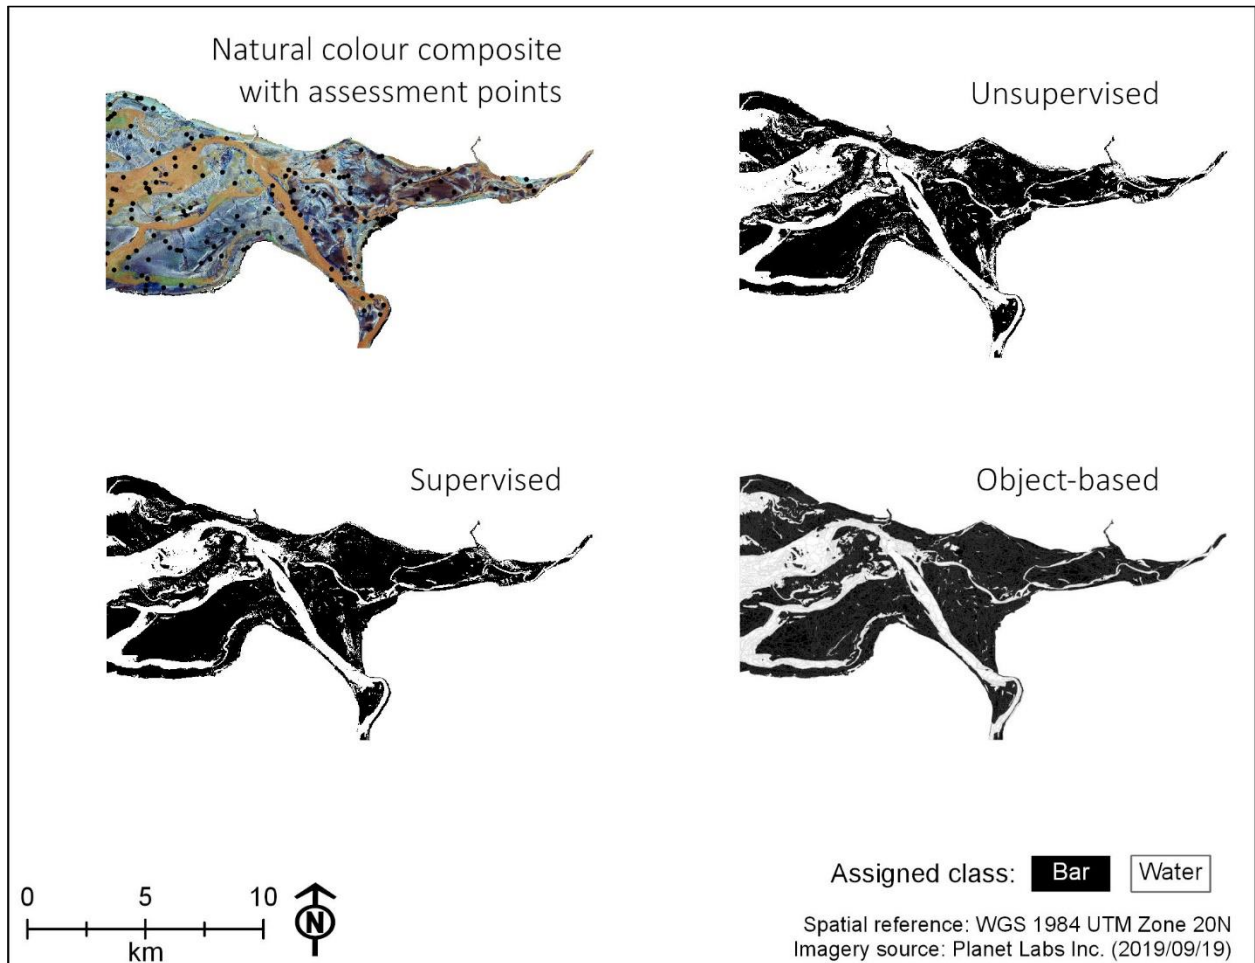 Natural colour composite
with assessment points
Unsupervised
Supervised
Object-based
Assigned class: Bar Water
0 5 10
km
N
Spatial reference: WGS 1984 UTM Zone 20N
Imagery source: Planet Labs Inc. (2019/09/19)